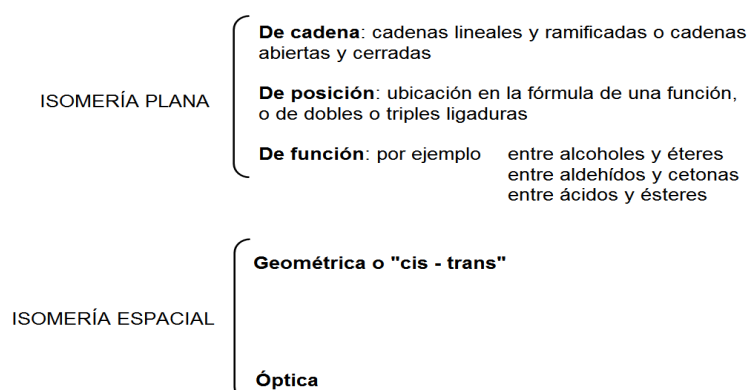 De cadena: cadenas lineales y ramificadas o cadenas
abiertas y cerradas
ISOMERÍA PLANA
De posición: ubicación en la fórmula de una función,
o de dobles o triples ligaduras
De función: por ejemplo entre alcoholes y éteres
entre aldehídos y cetonas
entre ácidos y ésteres
Geométrica o "cis - trans"
ISOMERÍA ESPACIAL
Óptica